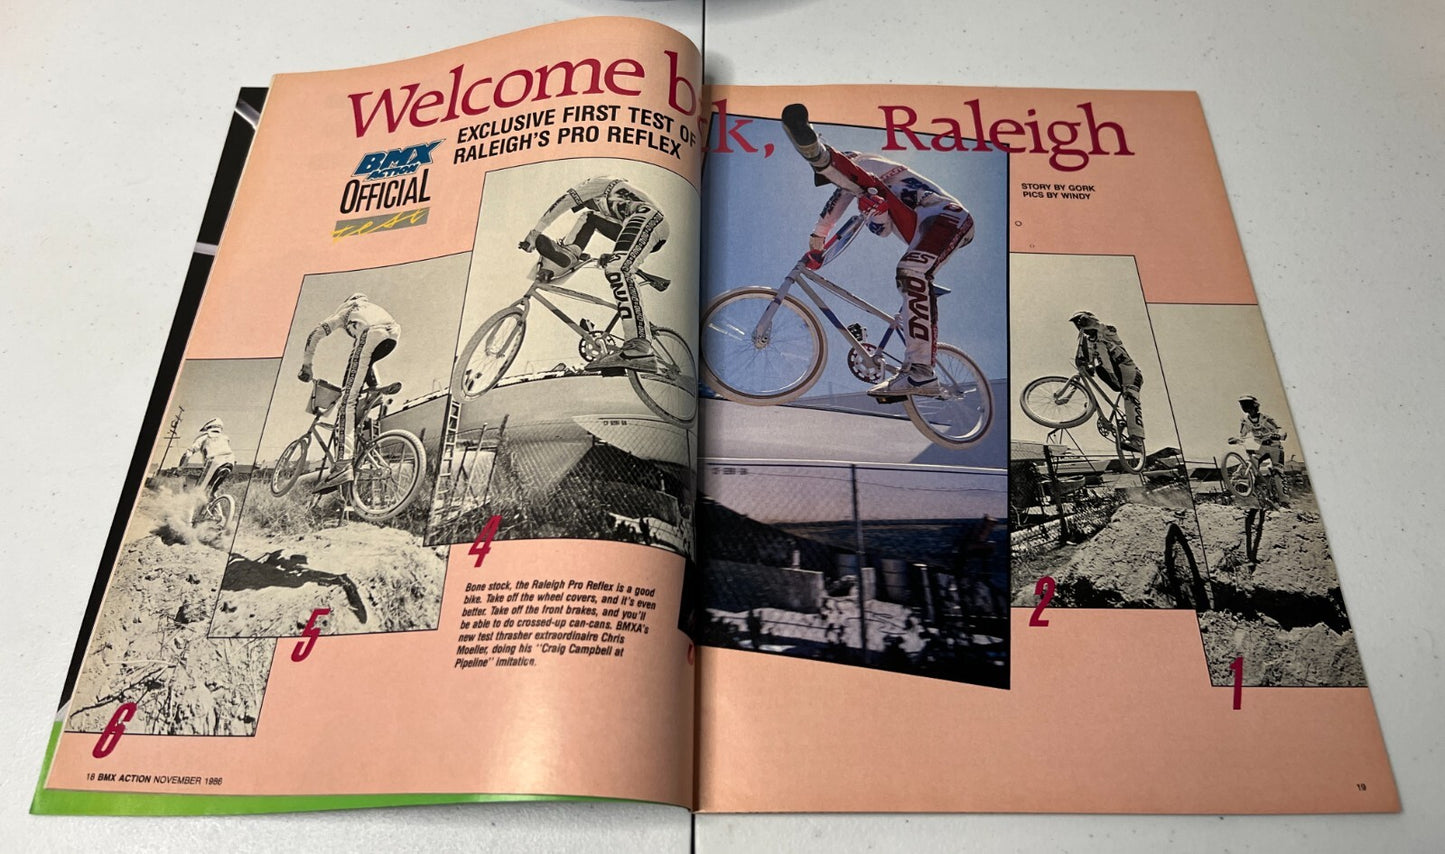 Welcome back, Raleigh
EXCLUSIVE FIRST TEST OF
RALEIGH'S PRO REFLEX
BMX
ACTION
OFFICIAL
test
STORY BY GORK
PICS BY WINDY
DYNO
DYNO
6
5
4
2
1
Bone stock, the Raleigh Pro Reflex is a good
bike. Take off the wheel covers, and it's even
better. Take off the front brakes, and you'll
be able to do crossed-up can-cans. BMXA's
new test thrasher extraordinaire Chris
Moeller, doing his "Craig Campbell at
Pipeline" imitation.
18 BMX ACTION NOVEMBER 1986
19